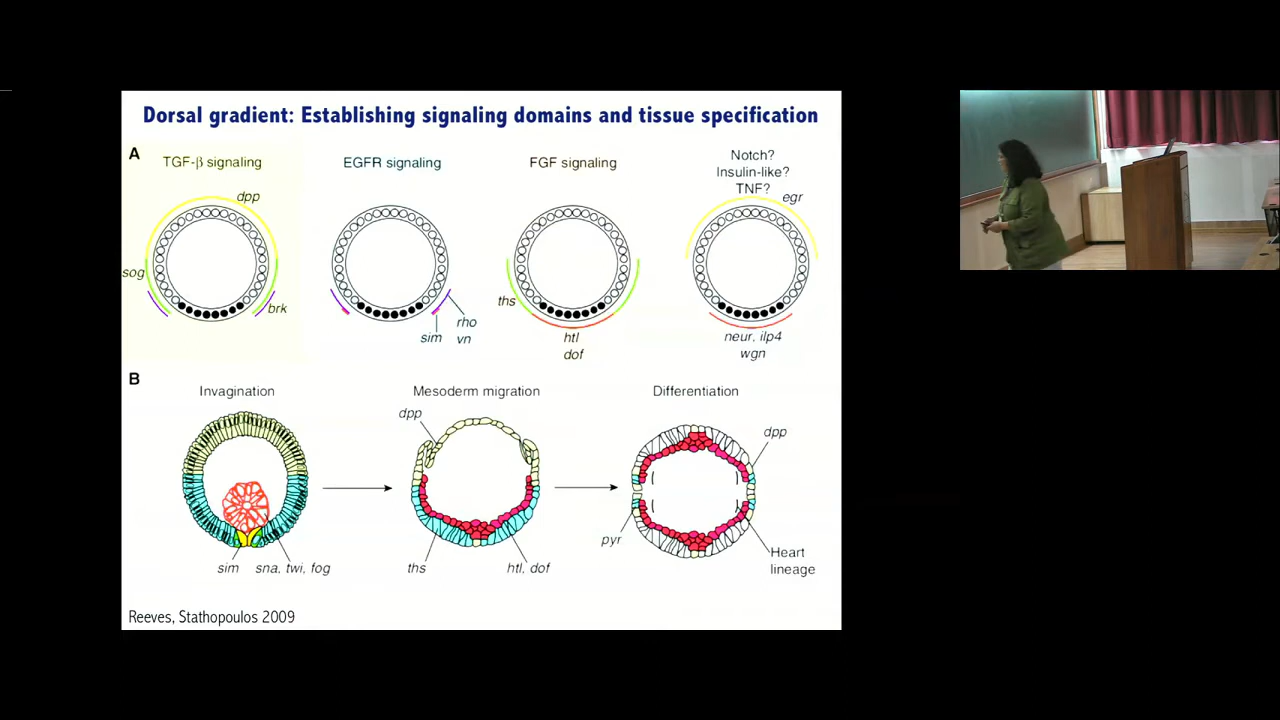 Dorsal gradient: Establishing signaling domains and tissue specification
A
TGF-β signaling
EGFR signaling
FGF signaling
Notch?
Insulin-like?
TNF?
dpp
egr
sog
brk
sim
rho
vn
ths
htl
dof
neur, ilp4
wgn
B
Invagination
Mesoderm migration
Differentiation
dpp
dpp
sim
sna, twi, fog
ths
htl, dof
pyr
Heart
lineage
Reeves, Stathopoulos 2009